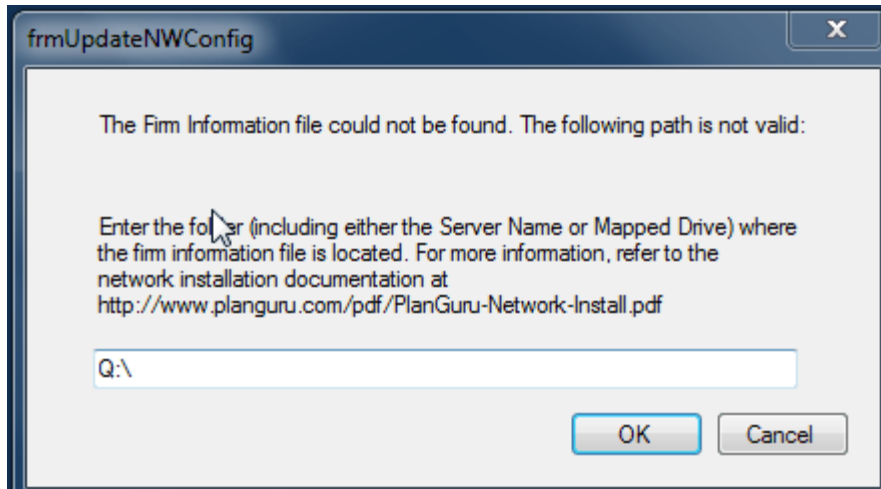 frmUpdateNWConfig
The Firm Information file could not be found. The following path is not valid:
Enter the folder (including either the Server Name or Mapped Drive) where
the firm information file is located. For more information, refer to the
network installation documentation at
http://www.planguru.com/pdf/PlanGuru-Network-Install.pdf
Q:\
OK Cancel